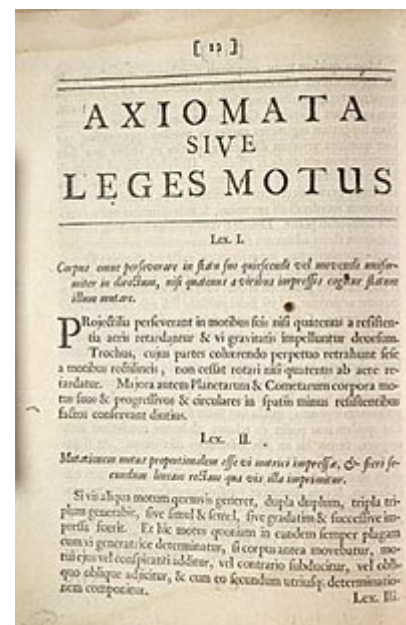 [ 12 ]
AXIOMATA
SIVE
LEGES MOTUS
Lex. I.
Corpus omne perseverare in statu suo quiescendi vel movendi unifor-
miter in directum, nisi quatenus a viribus impressis cogitur statum
illum mutare.
PRojectilia perseverant in motibus suis nisi quatenus a resisten-
tia aeris retardantur & vi gravitatis impelluntur deorsum.
Trochus, cujus partes cohærendo perpetuo retrahunt sese
a motibus rectilineis, non cessat rotari nisi quatenus ab aere re-
tardatur. Majora autem Planetarum & Cometarum corpora mo-
tus suos & progressivos & circulares in spatiis minus resistentibus
factos conservant diutius.
Lex. II.
Mutationem motus proportionalem esse vi motrici impressæ, & fieri se-
cundum lineam rectam qua vis illa imprimitur.
Si vis aliqua motum quemvis generet, dupla duplum, tripla tri-
plum generabit, sive simul & semel, sive gradatim & successive im-
pressa fuerit. Et hic motus quoniam in eandem semper plagam
cum vi generatrice determinatur, si corpus antea movebatur, mo-
tui ejus vel conspiranti additur, vel contrario subducitur, vel obli-
quo oblique adjicitur, & cum eo secundum utriusq; determinatio-
nem componitur.
Lex. III.